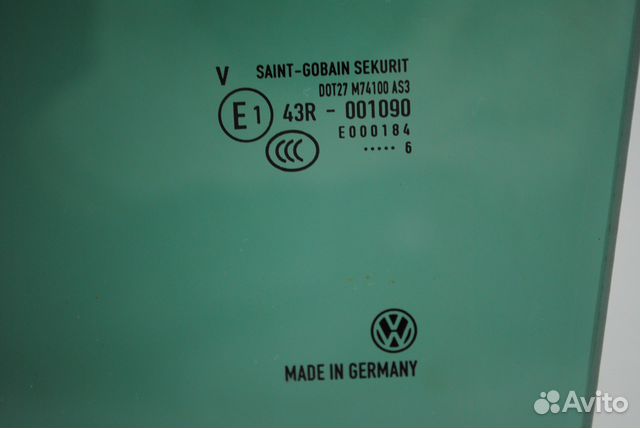 V SAINT-GOBAIN SEKURIT
DOT27 M74100 AS3
E1 43R - 001090
E000184
CCC ..... 6
VW
MADE IN GERMANY
Avito